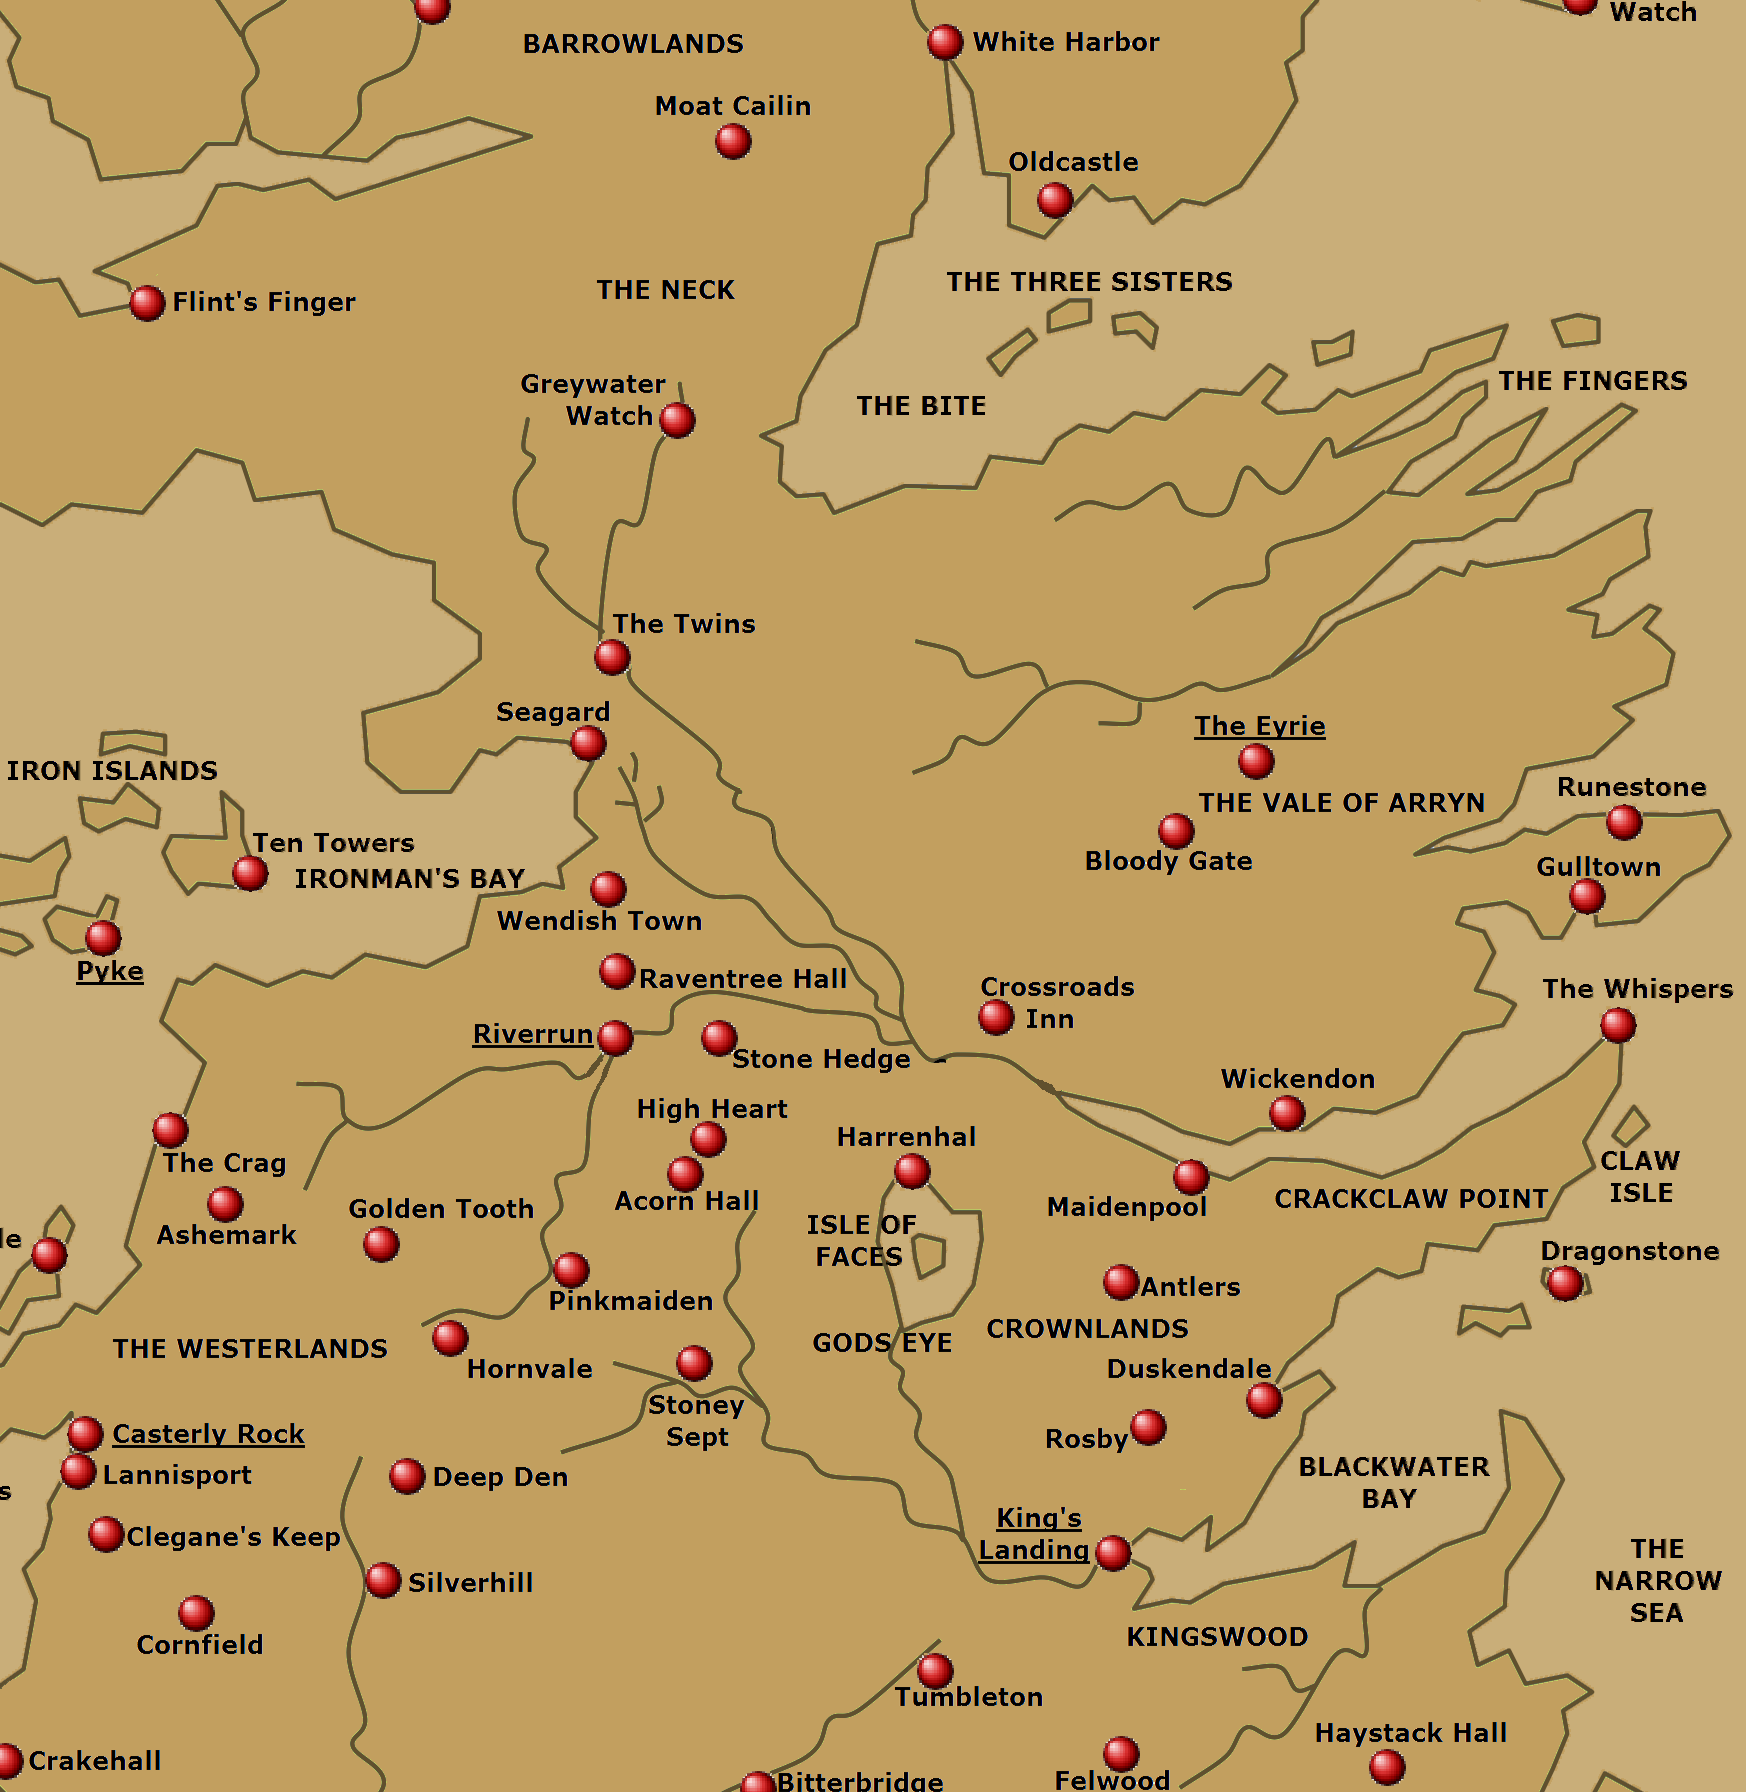 Watch
BARROWLANDS
White Harbor
Moat Cailin
Oldcastle
THE THREE SISTERS
THE NECK
Flint's Finger
THE FINGERS
Greywater
Watch
THE BITE
The Twins
Seagard
The Eyrie
IRON ISLANDS
Runestone
THE VALE OF ARRYN
Ten Towers
Bloody Gate
Gulltown
IRONMAN'S BAY
Wendish Town
Pyke
Raventree Hall
Crossroads
Inn
The Whispers
Riverrun
Stone Hedge
Wickendon
High Heart
Harrenhal
The Crag
CLAW
ISLE
Acorn Hall
Maidenpool
CRACKCLAW POINT
Golden Tooth
ISLE OF
FACES
Ashemark
le
Dragonstone
Antlers
Pinkmaiden
CROWNLANDS
GODS EYE
THE WESTERLANDS
Hornvale
Duskendale
Stoney
Sept
Casterly Rock
Rosby
Lannisport
BLACKWATER
BAY
Deep Den
s
King's
Landing
Clegane's Keep
THE
NARROW
SEA
Silverhill
Cornfield
KINGSWOOD
Tumbleton
Haystack Hall
Crakehall
Bitterbridge
Felwood